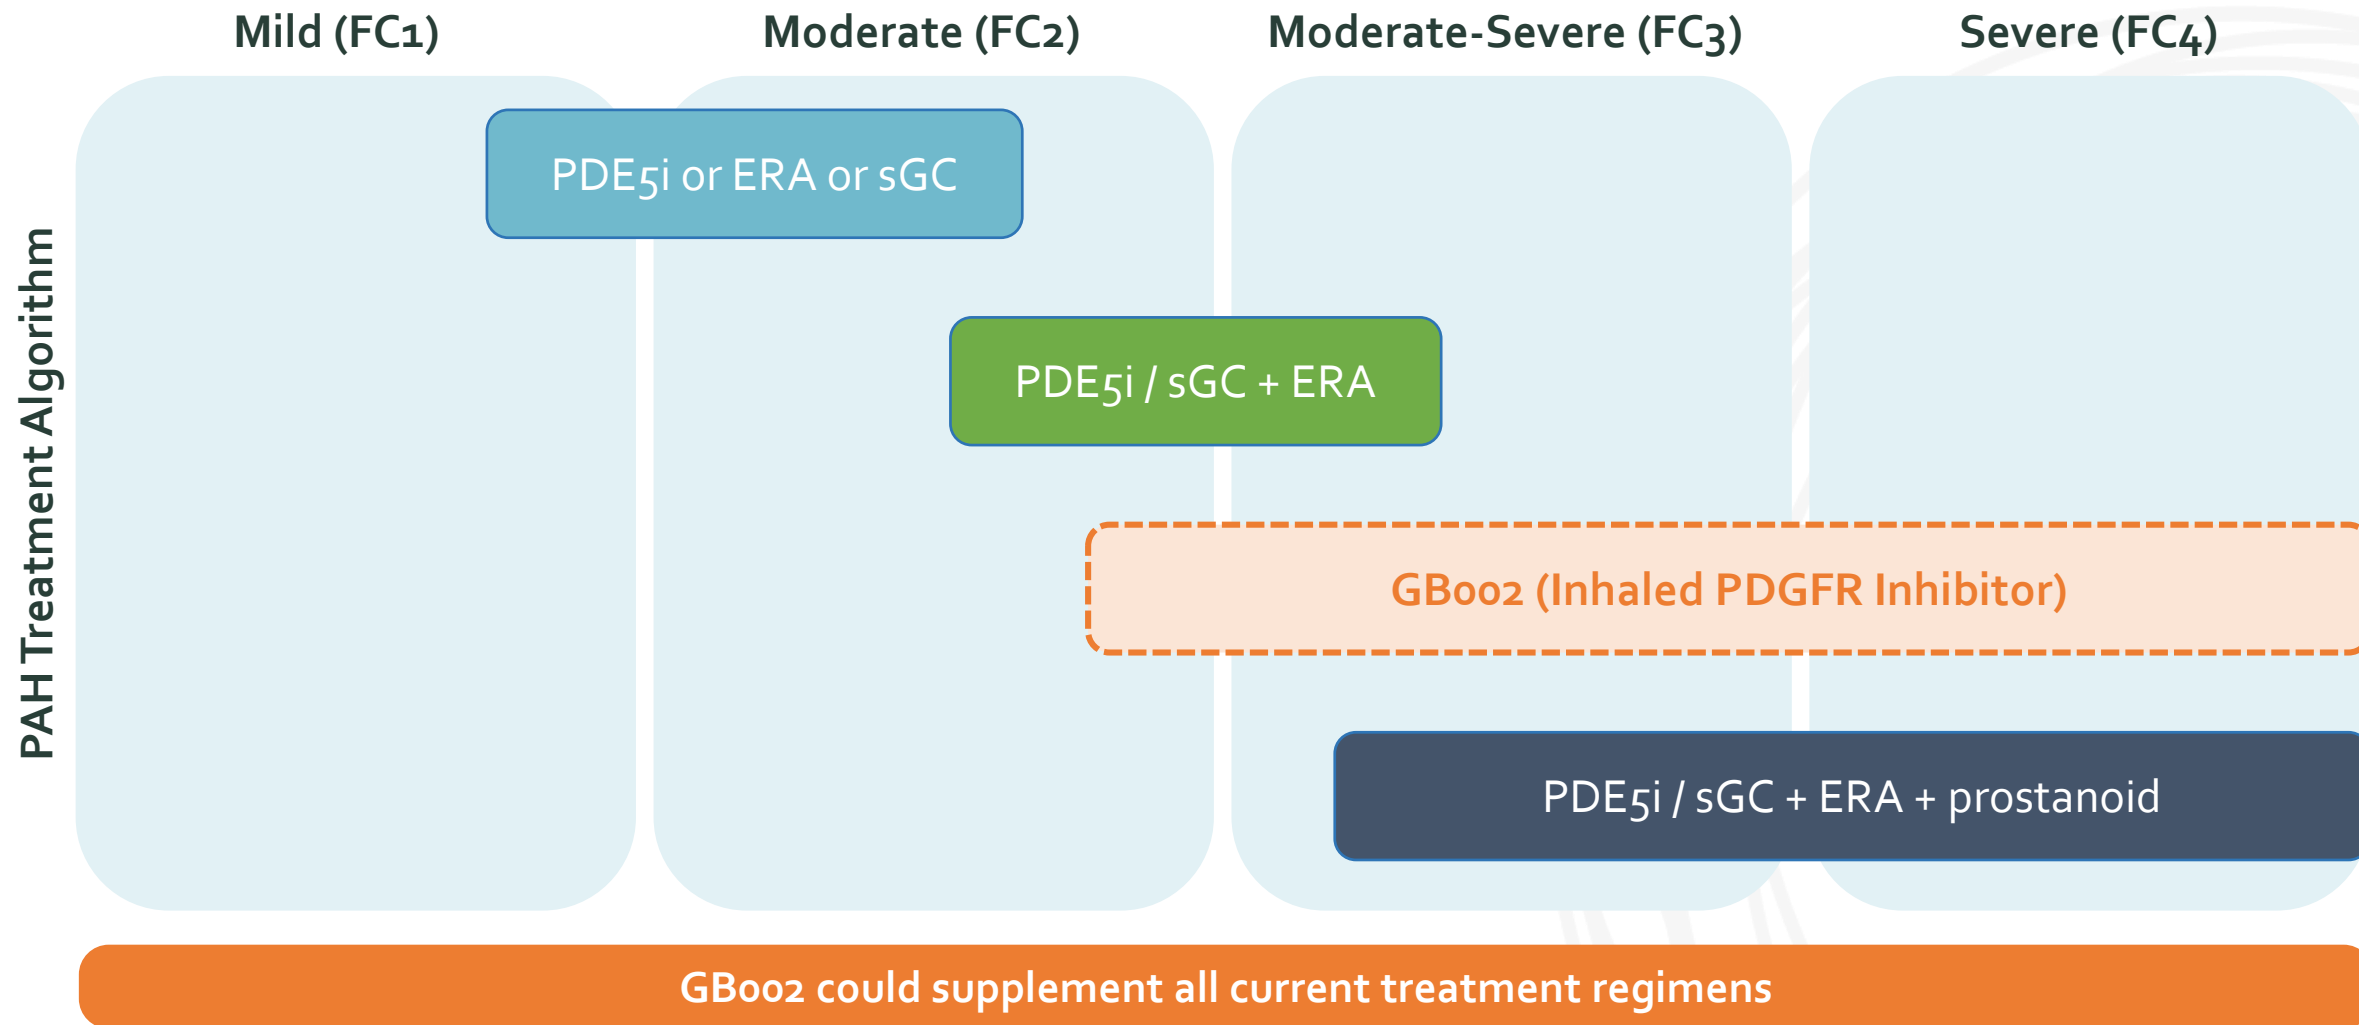 Mild (FC1)
Moderate (FC2)
Moderate-Severe (FC3)
Severe (FC4)
PAH Treatment Algorithm
PDE5i or ERA or sGC
PDE5i / sGC + ERA
GB002 (Inhaled PDGFR Inhibitor)
PDE5i / sGC + ERA + prostanoid
GB002 could supplement all current treatment regimens